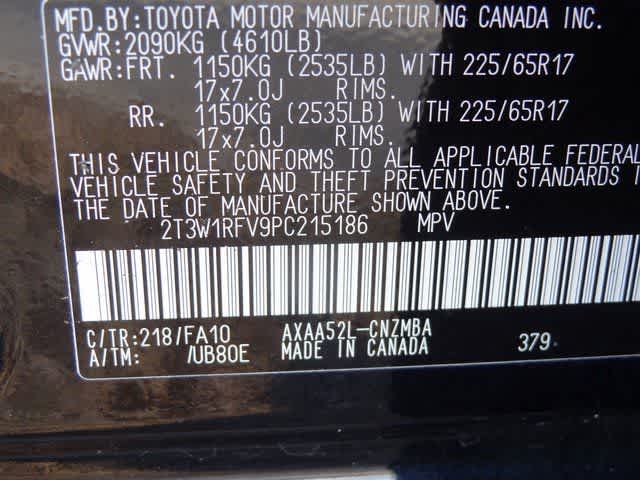 MFD.BY:TOYOTA MOTOR MANUFACTURING CANADA INC.
GVWR:2090KG (4610LB)
GAWR:FRT. 1150KG (2535LB) WITH 225/65R17
17x7.0J RIMS.
RR. 1150KG (2535LB) WITH 225/65R17
17x7.0J RIMS.
THIS VEHICLE CONFORMS TO ALL APPLICABLE FEDERAL
VEHICLE SAFETY AND THEFT PREVENTION STANDARDS
THE DATE OF MANUFACTURE SHOWN ABOVE.
2T3W1RFV9PC215186 MPV
C/TR:218/FA10 AXAA52L-CNZMBA
A/TM: /UB80E MADE IN CANADA 379